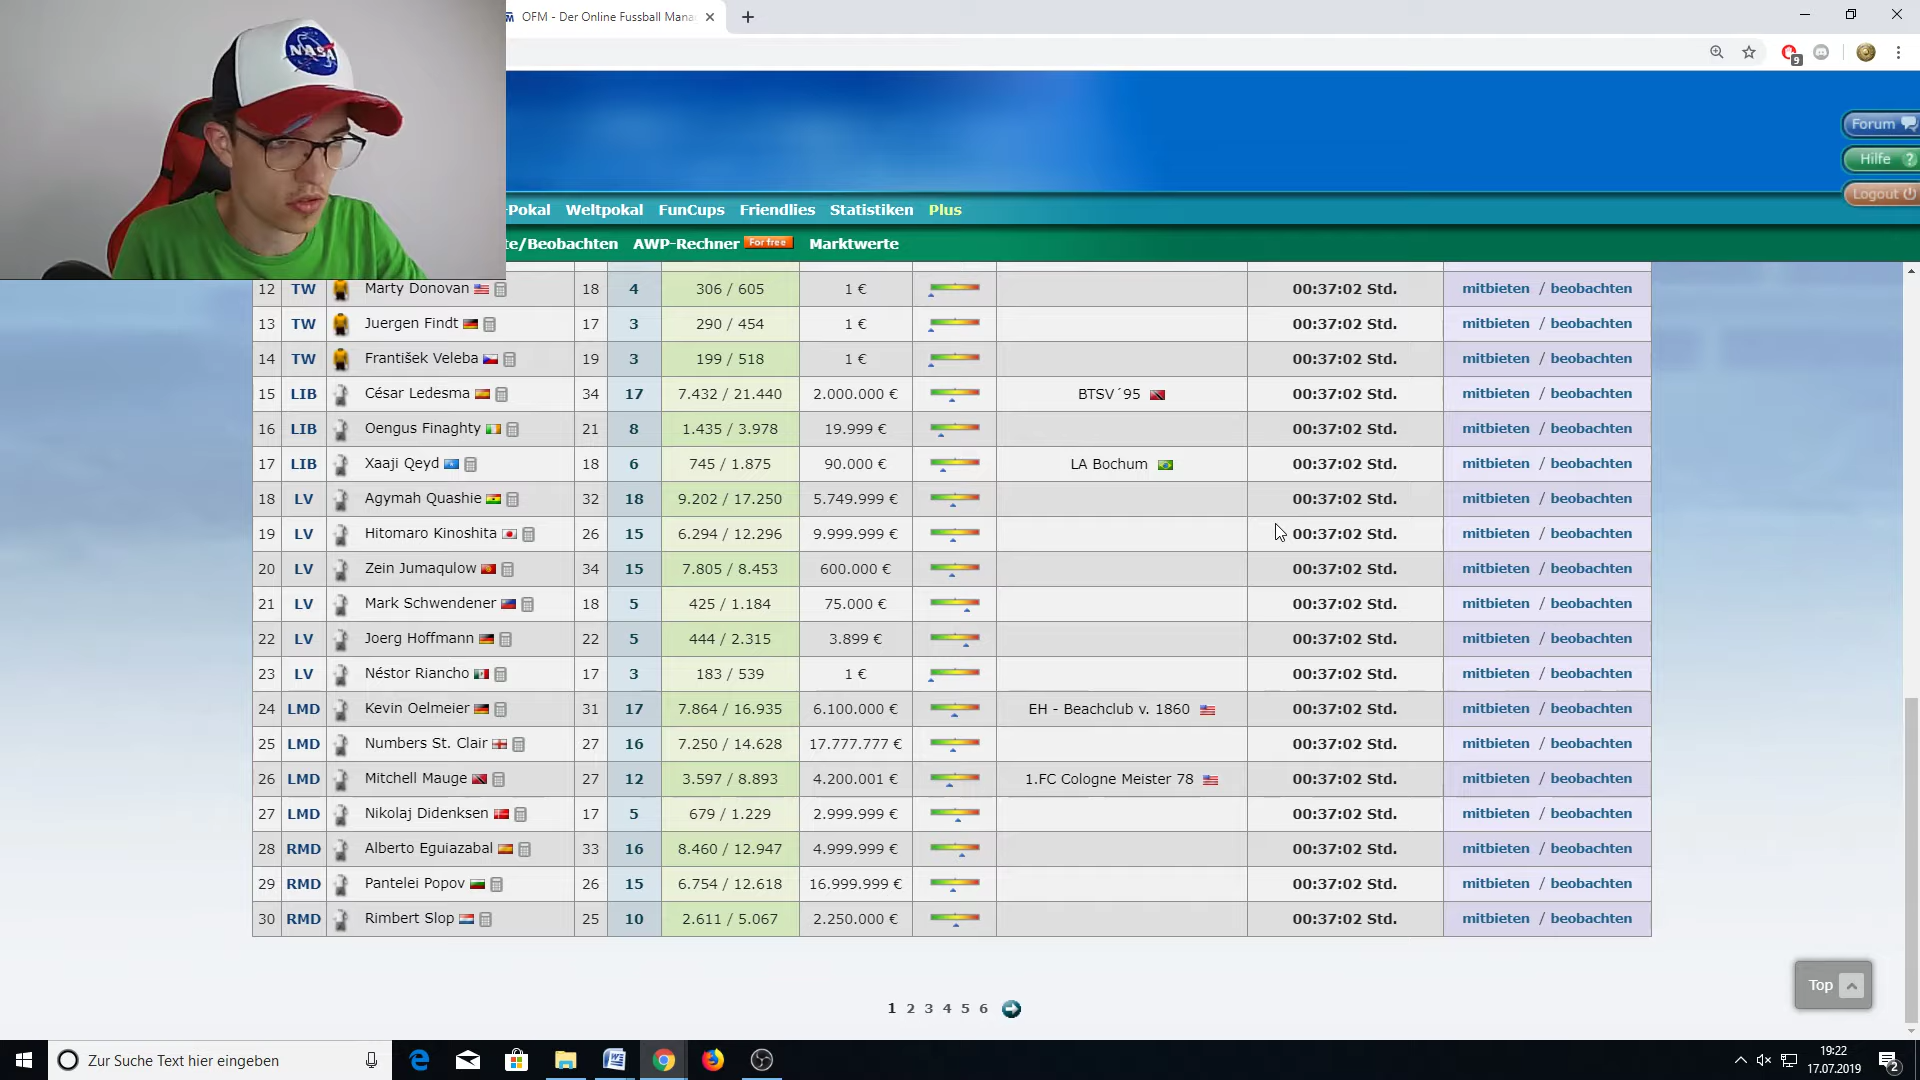 NASA
OFM - Der Online Fussball Mana
9
Forum
Hilfe ?
Logout
-Pokal Weltpokal FunCups Friendlies Statistiken Plus
te/Beobachten AWP-Rechner For free Marktwerte
12 TW Marty Donovan 18 4 306 / 605 1 € 00:37:02 Std. mitbieten / beobachten
13 TW Juergen Findt 17 3 290 / 454 1 € 00:37:02 Std. mitbieten / beobachten
14 TW František Veleba 19 3 199 / 518 1 € 00:37:02 Std. mitbieten / beobachten
15 LIB César Ledesma 34 17 7.432 / 21.440 2.000.000 € BTSV´95 00:37:02 Std. mitbieten / beobachten
16 LIB Oengus Finaghty 21 8 1.435 / 3.978 19.999 € 00:37:02 Std. mitbieten / beobachten
17 LIB Xaaji Qeyd 18 6 745 / 1.875 90.000 € LA Bochum 00:37:02 Std. mitbieten / beobachten
18 LV Agymah Quashie 32 18 9.202 / 17.250 5.749.999 € 00:37:02 Std. mitbieten / beobachten
19 LV Hitomaro Kinoshita 26 15 6.294 / 12.296 9.999.999 € 00:37:02 Std. mitbieten / beobachten
20 LV Zein Jumaqulow 34 15 7.805 / 8.453 600.000 € 00:37:02 Std. mitbieten / beobachten
21 LV Mark Schwendener 18 5 425 / 1.184 75.000 € 00:37:02 Std. mitbieten / beobachten
22 LV Joerg Hoffmann 22 5 444 / 2.315 3.899 € 00:37:02 Std. mitbieten / beobachten
23 LV Néstor Riancho 17 3 183 / 539 1 € 00:37:02 Std. mitbieten / beobachten
24 LMD Kevin Oelmeier 31 17 7.864 / 16.935 6.100.000 € EH - Beachclub v. 1860 00:37:02 Std. mitbieten / beobachten
25 LMD Numbers St. Clair 27 16 7.250 / 14.628 17.777.777 € 00:37:02 Std. mitbieten / beobachten
26 LMD Mitchell Mauge 27 12 3.597 / 8.893 4.200.001 € 1.FC Cologne Meister 78 00:37:02 Std. mitbieten / beobachten
27 LMD Nikolaj Didenksen 17 5 679 / 1.229 2.999.999 € 00:37:02 Std. mitbieten / beobachten
28 RMD Alberto Eguiazabal 33 16 8.460 / 12.947 4.999.999 € 00:37:02 Std. mitbieten / beobachten
29 RMD Pantelei Popov 26 15 6.754 / 12.618 16.999.999 € 00:37:02 Std. mitbieten / beobachten
30 RMD Rimbert Slop 25 10 2.611 / 5.067 2.250.000 € 00:37:02 Std. mitbieten / beobachten
Top
1 2 3 4 5 6
Zur Suche Text hier eingeben
19:22
17.07.2019
2